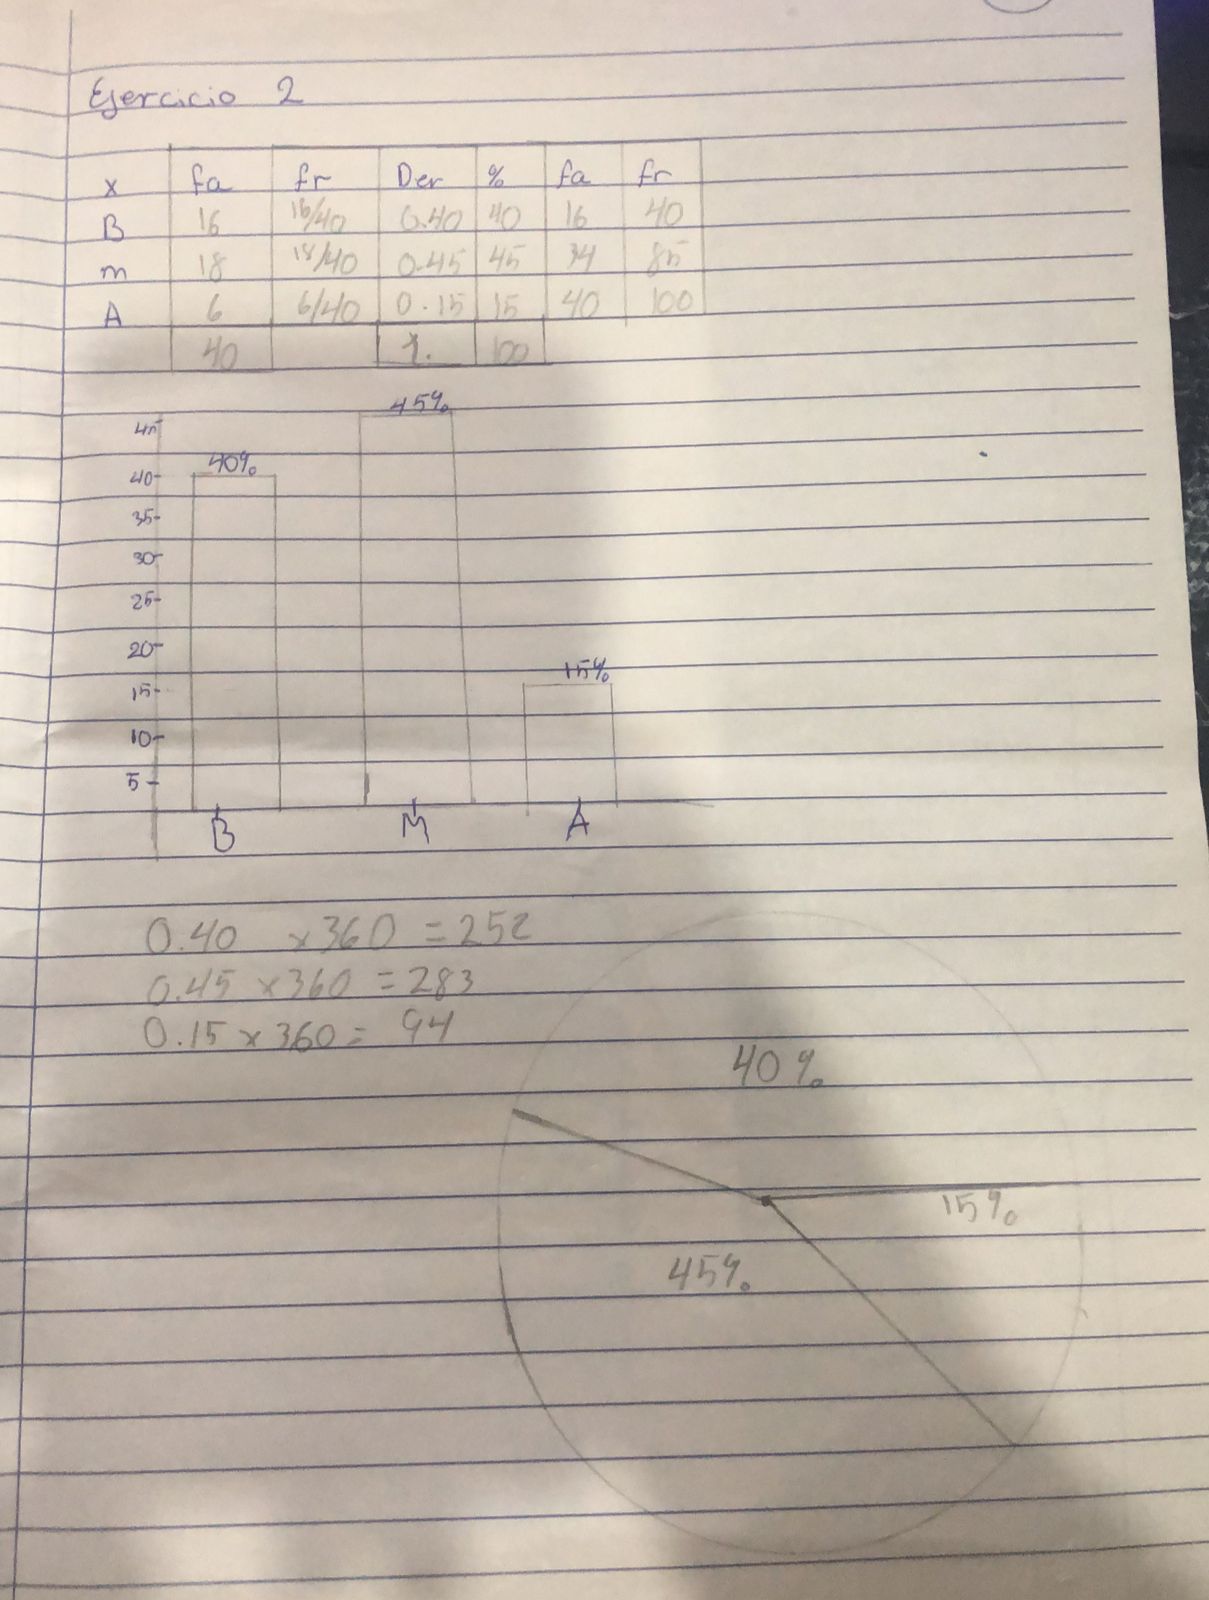 Ejercicio 2
x fa fr Der % fa fr
B 16 16/40 0.40 40 16 40
m 18 18/40 0.45 45 34 85
A 6 6/40 0.15 15 40 100
40 1. 100
45%
45
40%
40
35
30
25
20
15%
15
10
5
B M A
0.40 x 360 = 252
0.45 x 360 = 283
0.15 x 360 = 94
40%
15%
45%